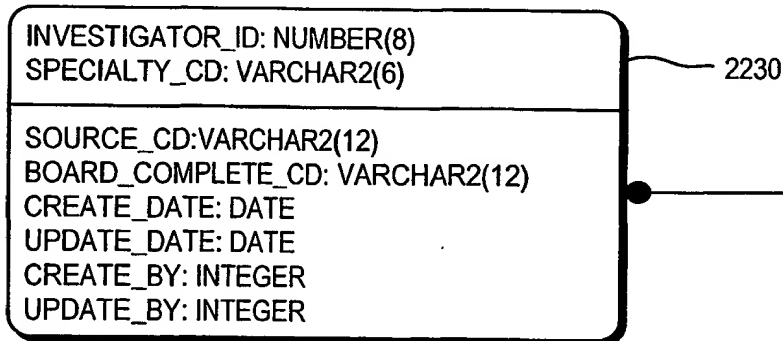 INVESTIGATOR_ID: NUMBER(8)
SPECIALTY_CD: VARCHAR2(6)
2230
SOURCE_CD:VARCHAR2(12)
BOARD_COMPLETE_CD: VARCHAR2(12)
CREATE_DATE: DATE
UPDATE_DATE: DATE
CREATE_BY: INTEGER
UPDATE_BY: INTEGER